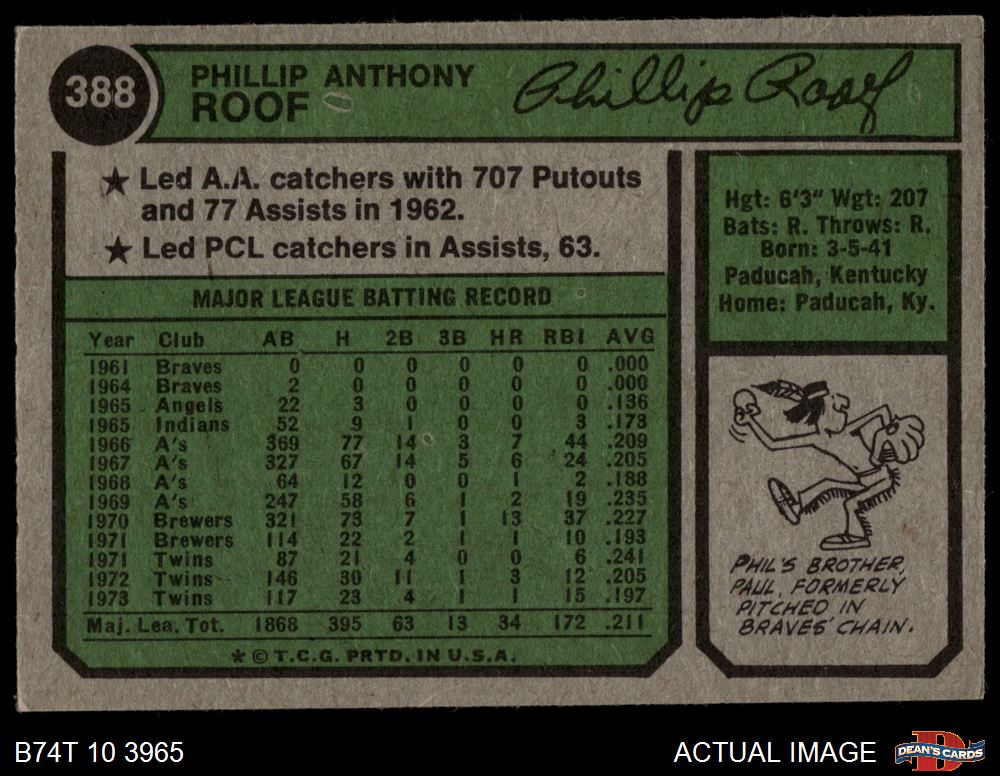 388
PHILLIP ANTHONY
ROOF
Phillip Roof
★ Led A.A. catchers with 707 Putouts
and 77 Assists in 1962.
★ Led PCL catchers in Assists, 63.
MAJOR LEAGUE BATTING RECORD
Year Club AB H 2B 3B HR RBI AVG
1961 Braves 0 0 0 0 0 0 .000
1964 Braves 2 0 0 0 0 0 .000
1965 Angels 22 3 0 0 0 0 .136
1965 Indians 52 9 1 0 0 3 .173
1966 A's 369 77 14 3 7 44 .209
1967 A's 327 67 14 5 6 24 .205
1968 A's 64 12 0 0 1 2 .188
1969 A's 247 58 6 1 2 19 .235
1970 Brewers 321 73 7 1 13 37 .227
1971 Brewers 114 22 2 1 1 10 .193
1971 Twins 87 21 4 0 0 6 .241
1972 Twins 146 30 11 1 3 12 .205
1973 Twins 117 23 4 1 1 15 .197
Maj. Lea. Tot. 1868 395 63 13 34 172 .211
* © T.C.G. PRTD. IN U.S.A.
Hgt: 6'3" Wgt: 207
Bats: R. Throws: R.
Born: 3-5-41
Paducah, Kentucky
Home: Paducah, Ky.
PHIL'S BROTHER,
PAUL, FORMERLY
PITCHED IN
BRAVES' CHAIN.
B74T 10 3965
ACTUAL IMAGE
DEAN'S CARDS